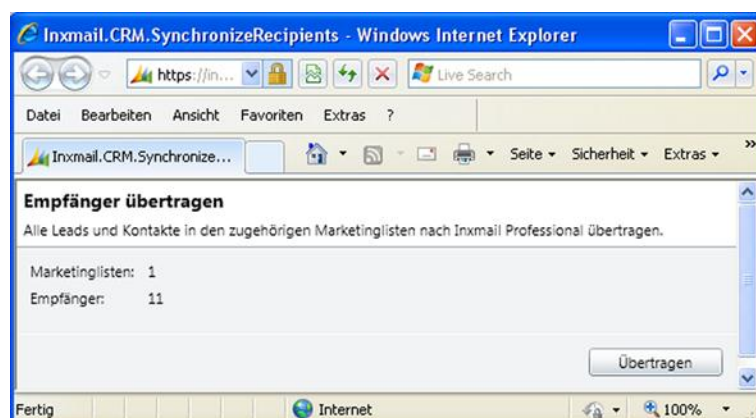 Inxmail.CRM.SynchronizeRecipients - Windows Internet Explorer
https://in...
Live Search
Datei Bearbeiten Ansicht Favoriten Extras ?
Inxmail.CRM.Synchronize...
Seite Sicherheit Extras
Empfänger übertragen
Alle Leads und Kontakte in den zugehörigen Marketinglisten nach Inxmail Professional übertragen.
Marketinglisten: 1
Empfänger: 11
Übertragen
Fertig Internet 100%